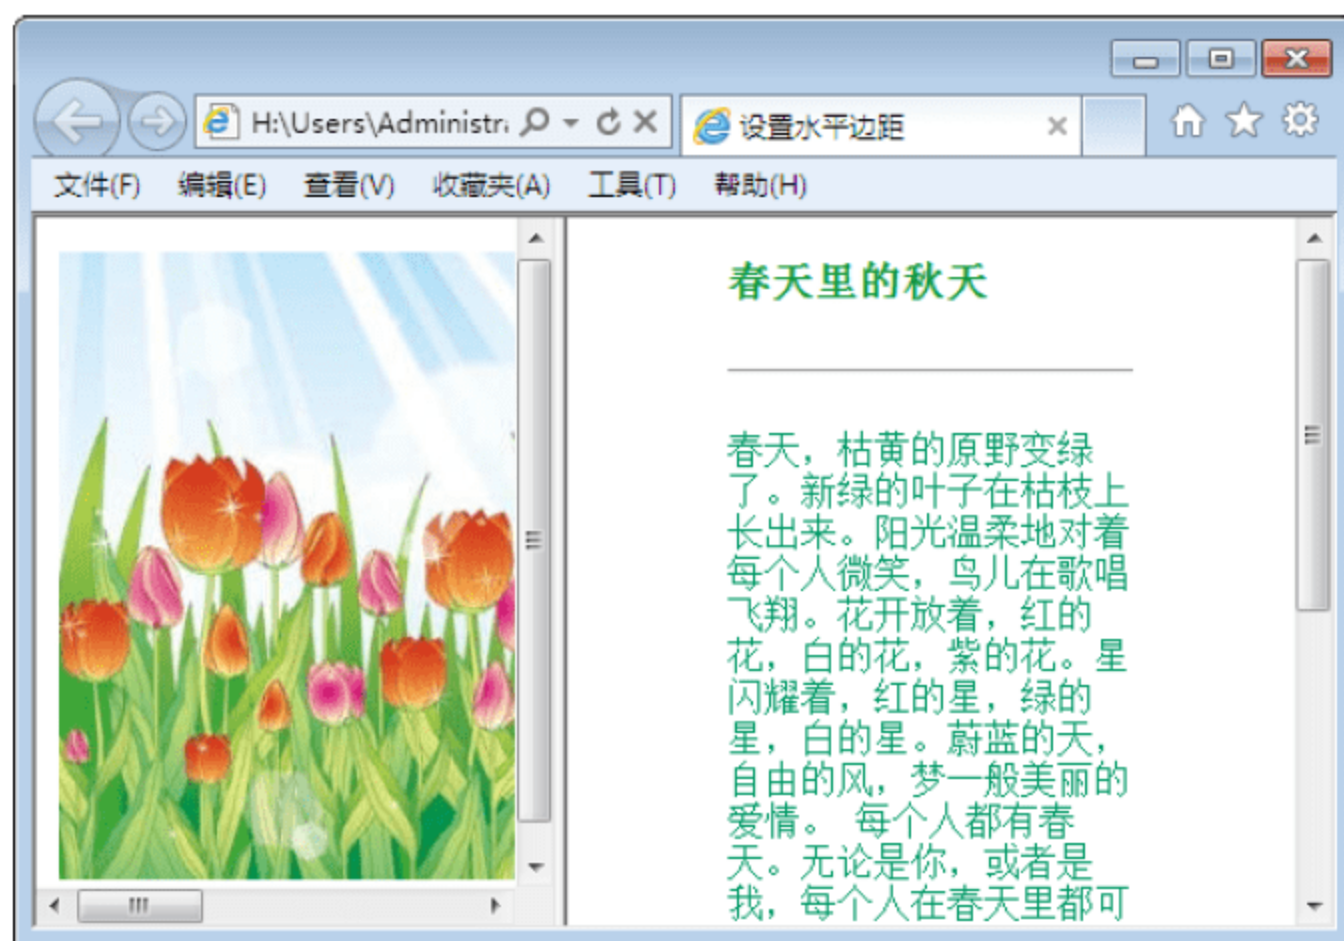 H:\Users\Administr
设置水平边距
文件(F) 编辑(E) 查看(V) 收藏夹(A) 工具(T) 帮助(H)
春天里的秋天
春天，枯黄的原野变绿
了。新绿的叶子在枯枝上
长出来。阳光温柔地对着
每个人微笑，鸟儿在歌唱
飞翔。花开放着，红的
花，白的花，紫的花。星
闪耀着，红的星，绿的
星，白的星。蔚蓝的天，
自由的风，梦一般美丽的
爱情。 每个人都有春
天。无论是你，或者是
我，每个人在春天里都可